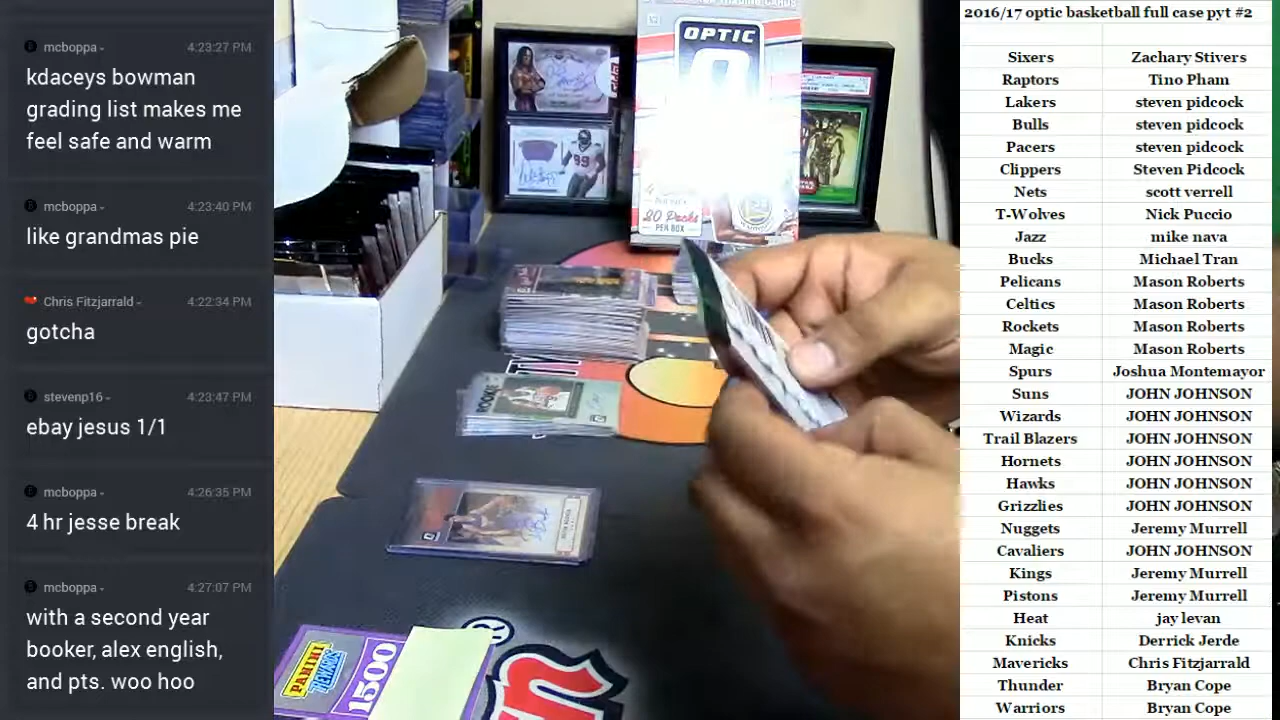 mcboppa
4:23:27 PM
kdaceys bowman
grading list makes me
feel safe and warm
mcboppa
4:23:40 PM
like grandmas pie
Chris Fitzjarrald
4:22:34 PM
gotcha
stevenp16
4:23:47 PM
ebay jesus 1/1
mcboppa
4:26:35 PM
4 hr jesse break
mcboppa
4:27:07 PM
with a second year
booker, alex english,
and pts. woo hoo
OPTIC
20 Packs
PER BOX
99
ROOKIE
PANINI
REWARDS
1500
®
2016/17 optic basketball full case pyt #2
Sixers Zachary Stivers
Raptors Tino Pham
Lakers steven pidcock
Bulls steven pidcock
Pacers steven pidcock
Clippers Steven Pidcock
Nets scott verrell
T-Wolves Nick Puccio
Jazz mike nava
Bucks Michael Tran
Pelicans Mason Roberts
Celtics Mason Roberts
Rockets Mason Roberts
Magic Mason Roberts
Spurs Joshua Montemayor
Suns JOHN JOHNSON
Wizards JOHN JOHNSON
Trail Blazers JOHN JOHNSON
Hornets JOHN JOHNSON
Hawks JOHN JOHNSON
Grizzlies JOHN JOHNSON
Nuggets Jeremy Murrell
Cavaliers JOHN JOHNSON
Kings Jeremy Murrell
Pistons Jeremy Murrell
Heat jay levan
Knicks Derrick Jerde
Mavericks Chris Fitzjarrald
Thunder Bryan Cope
Warriors Bryan Cope